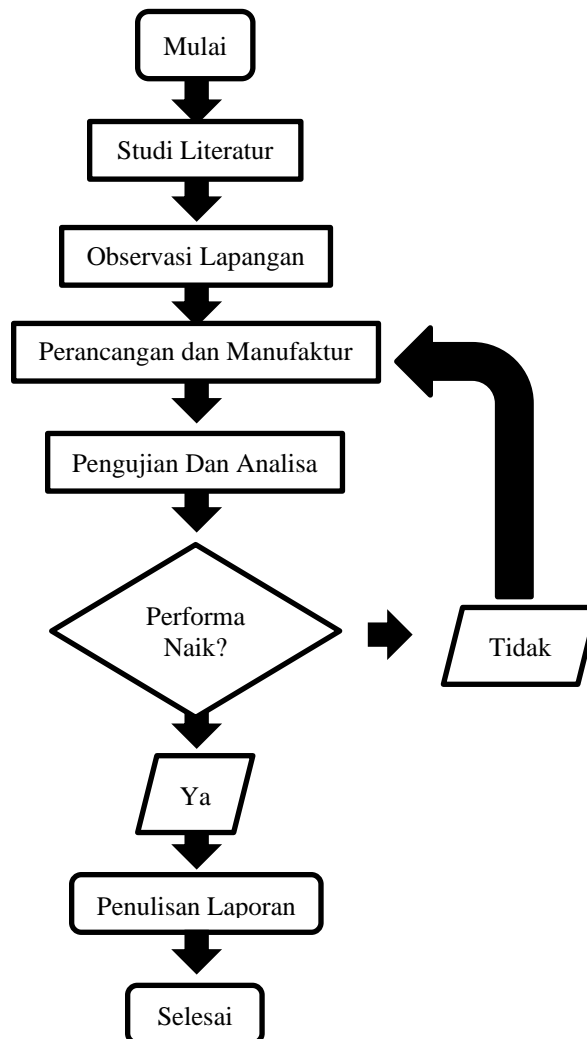 Mulai
Studi Literatur
Observasi Lapangan
Perancangan dan Manufaktur
Pengujian Dan Analisa
Performa
Naik?
Tidak
Ya
Penulisan Laporan
Selesai